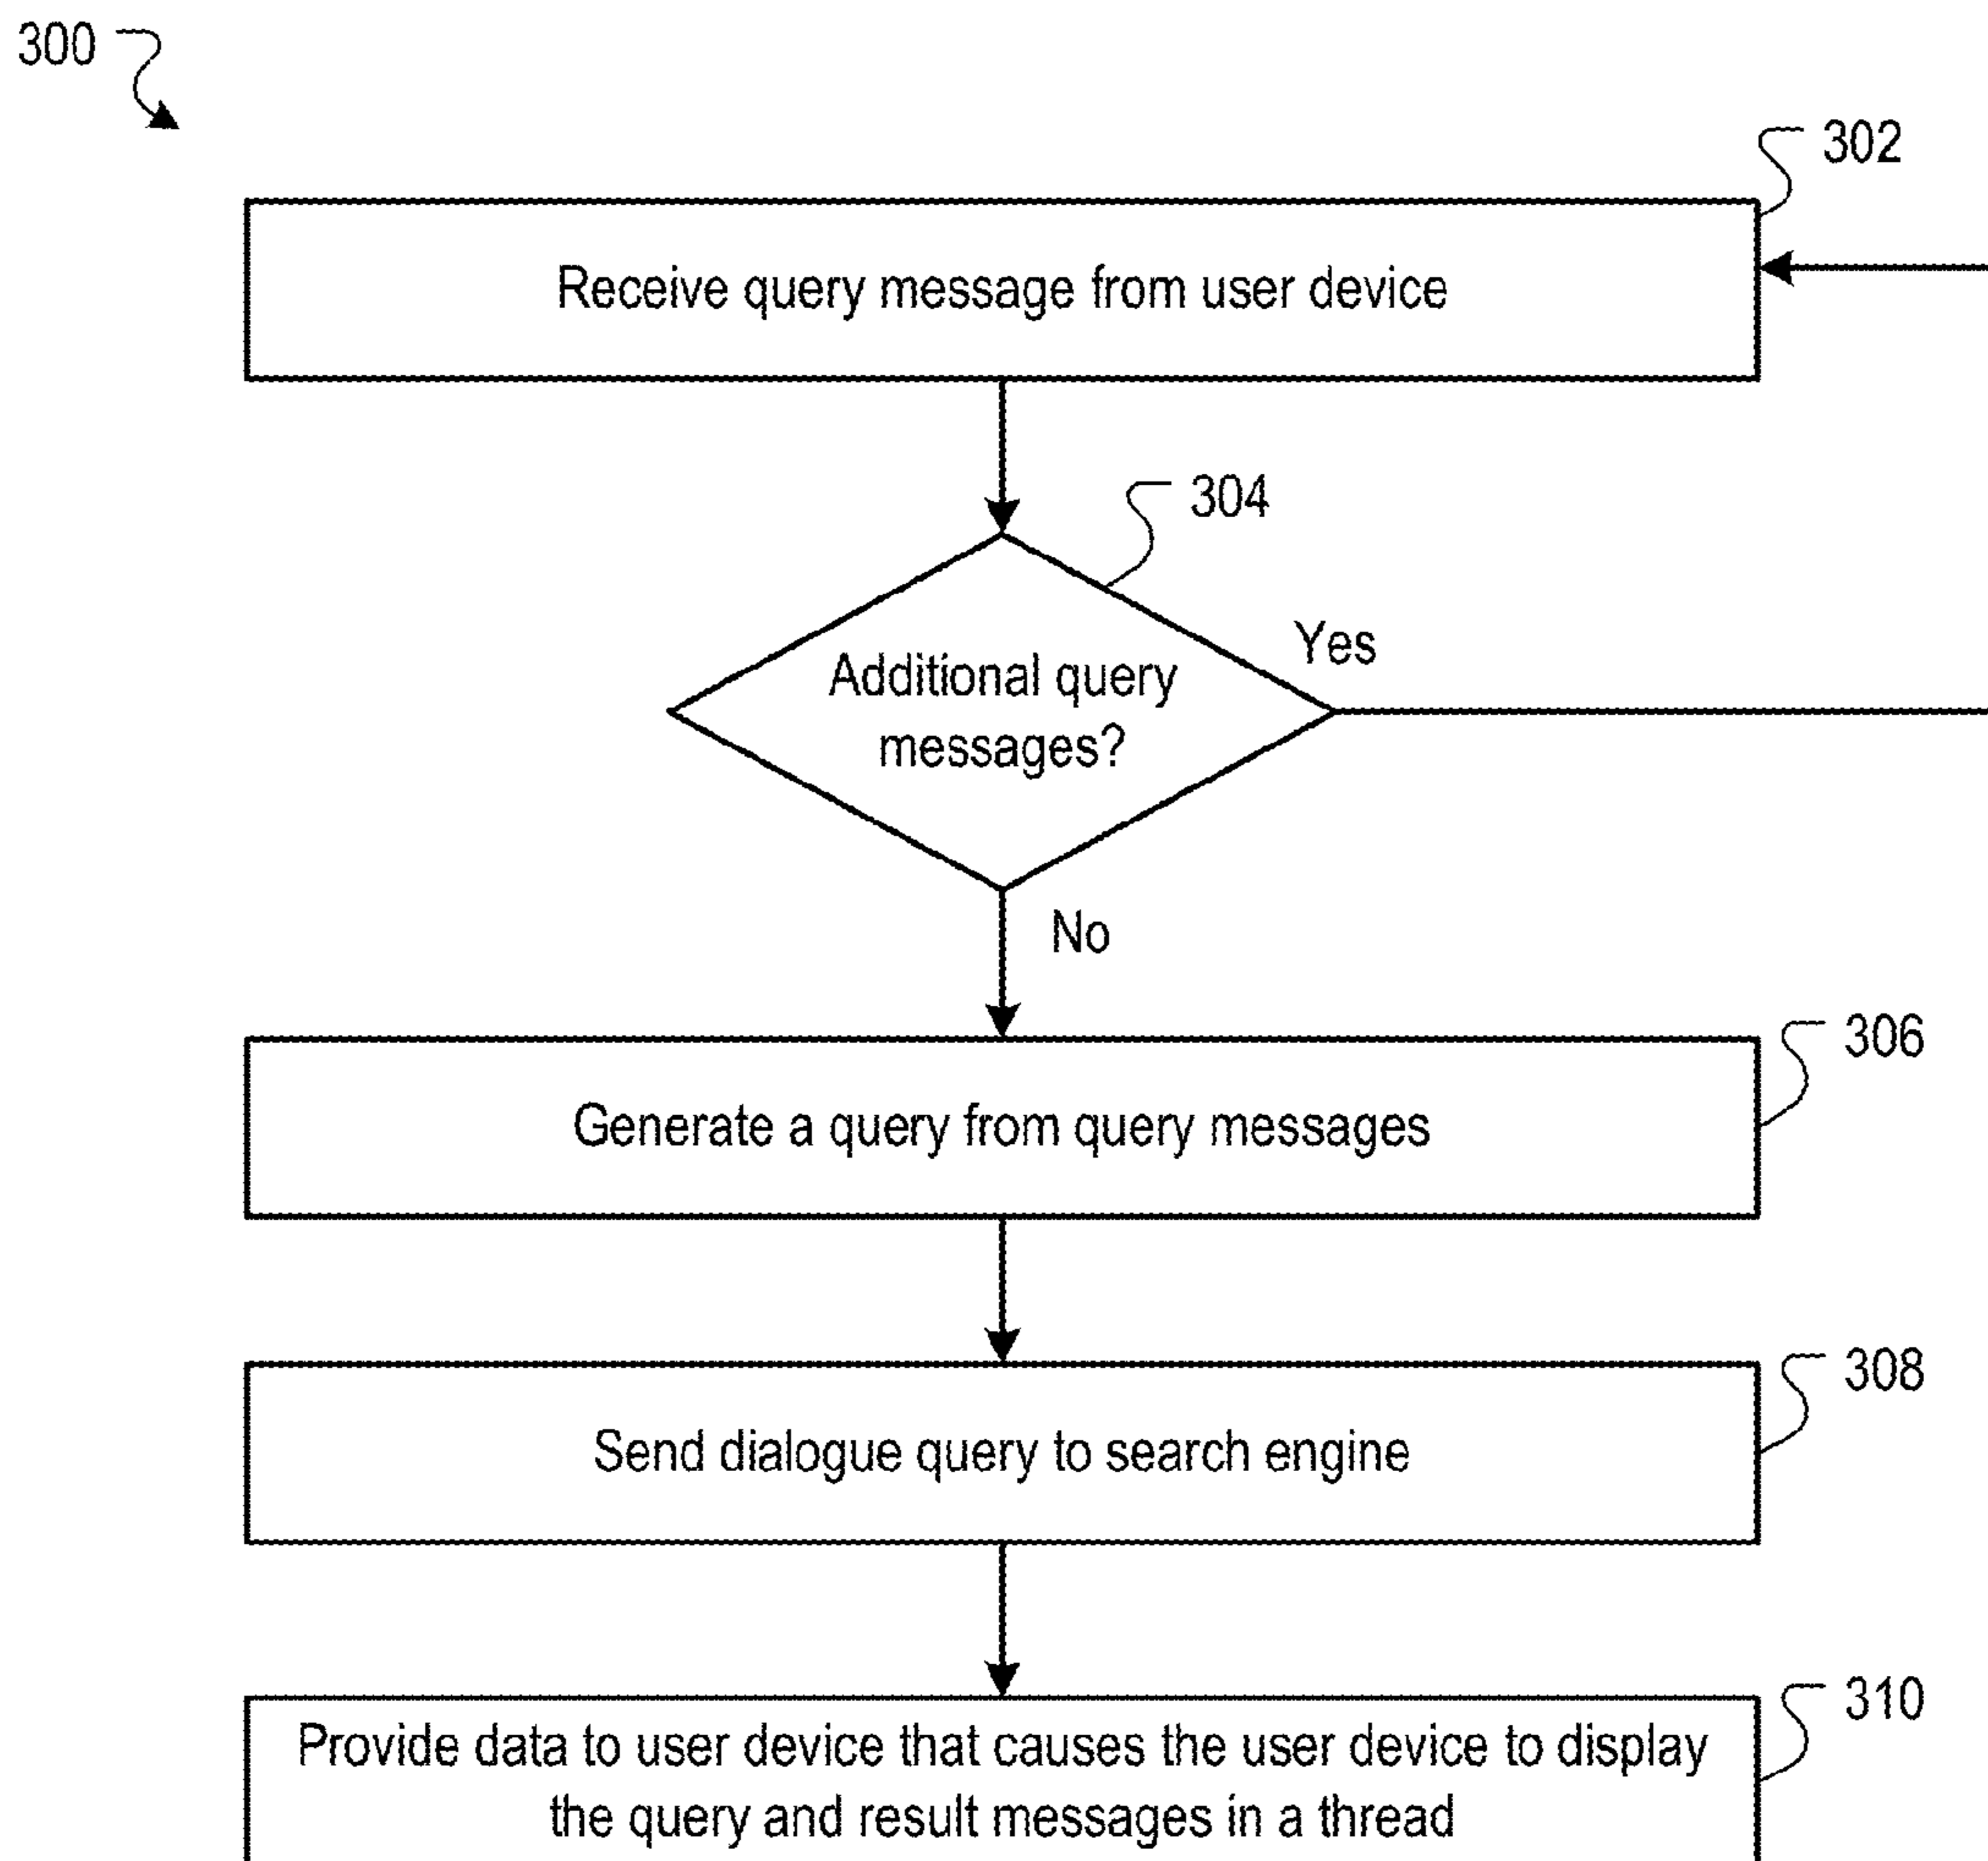 300
302
Receive query message from user device
304
Yes
Additional query
messages?
No
306
Generate a query from query messages
308
Send dialogue query to search engine
310
Provide data to user device that causes the user device to display
the query and result messages in a thread